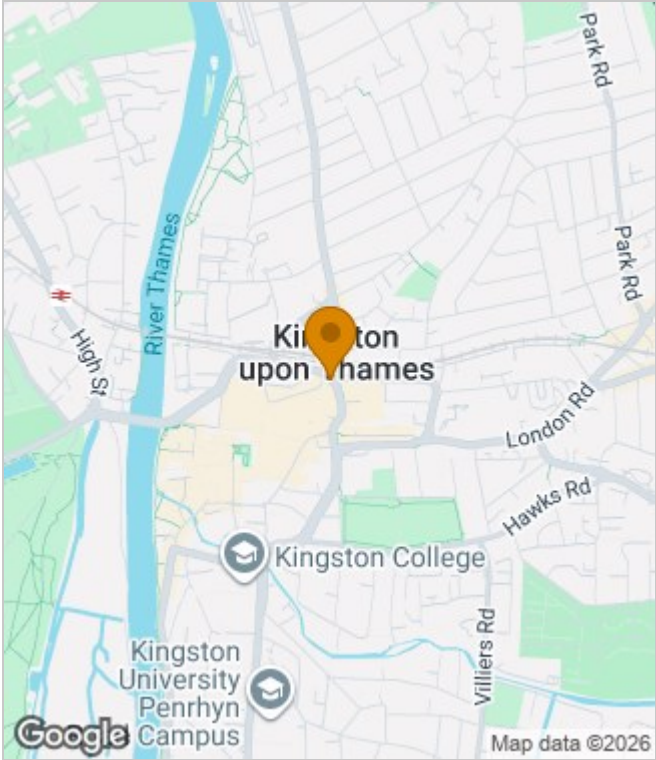 Park Rd
River Thames
Park Rd
High St
Kingston
upon Thames
London Rd
Hawks Rd
Kingston College
Villiers Rd
Kingston
University
Penrhyn
Campus
Google
Map data ©2026